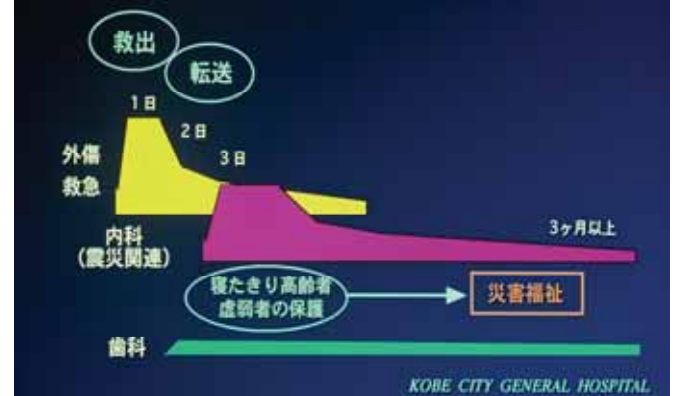 救出
転送
1日
2日
3日
外傷
救急
内科
(震災関連)
3ヶ月以上
寝たきり高齢者
虚弱者の保護
災害福祉
歯科
KOBE CITY GENERAL HOSPITAL